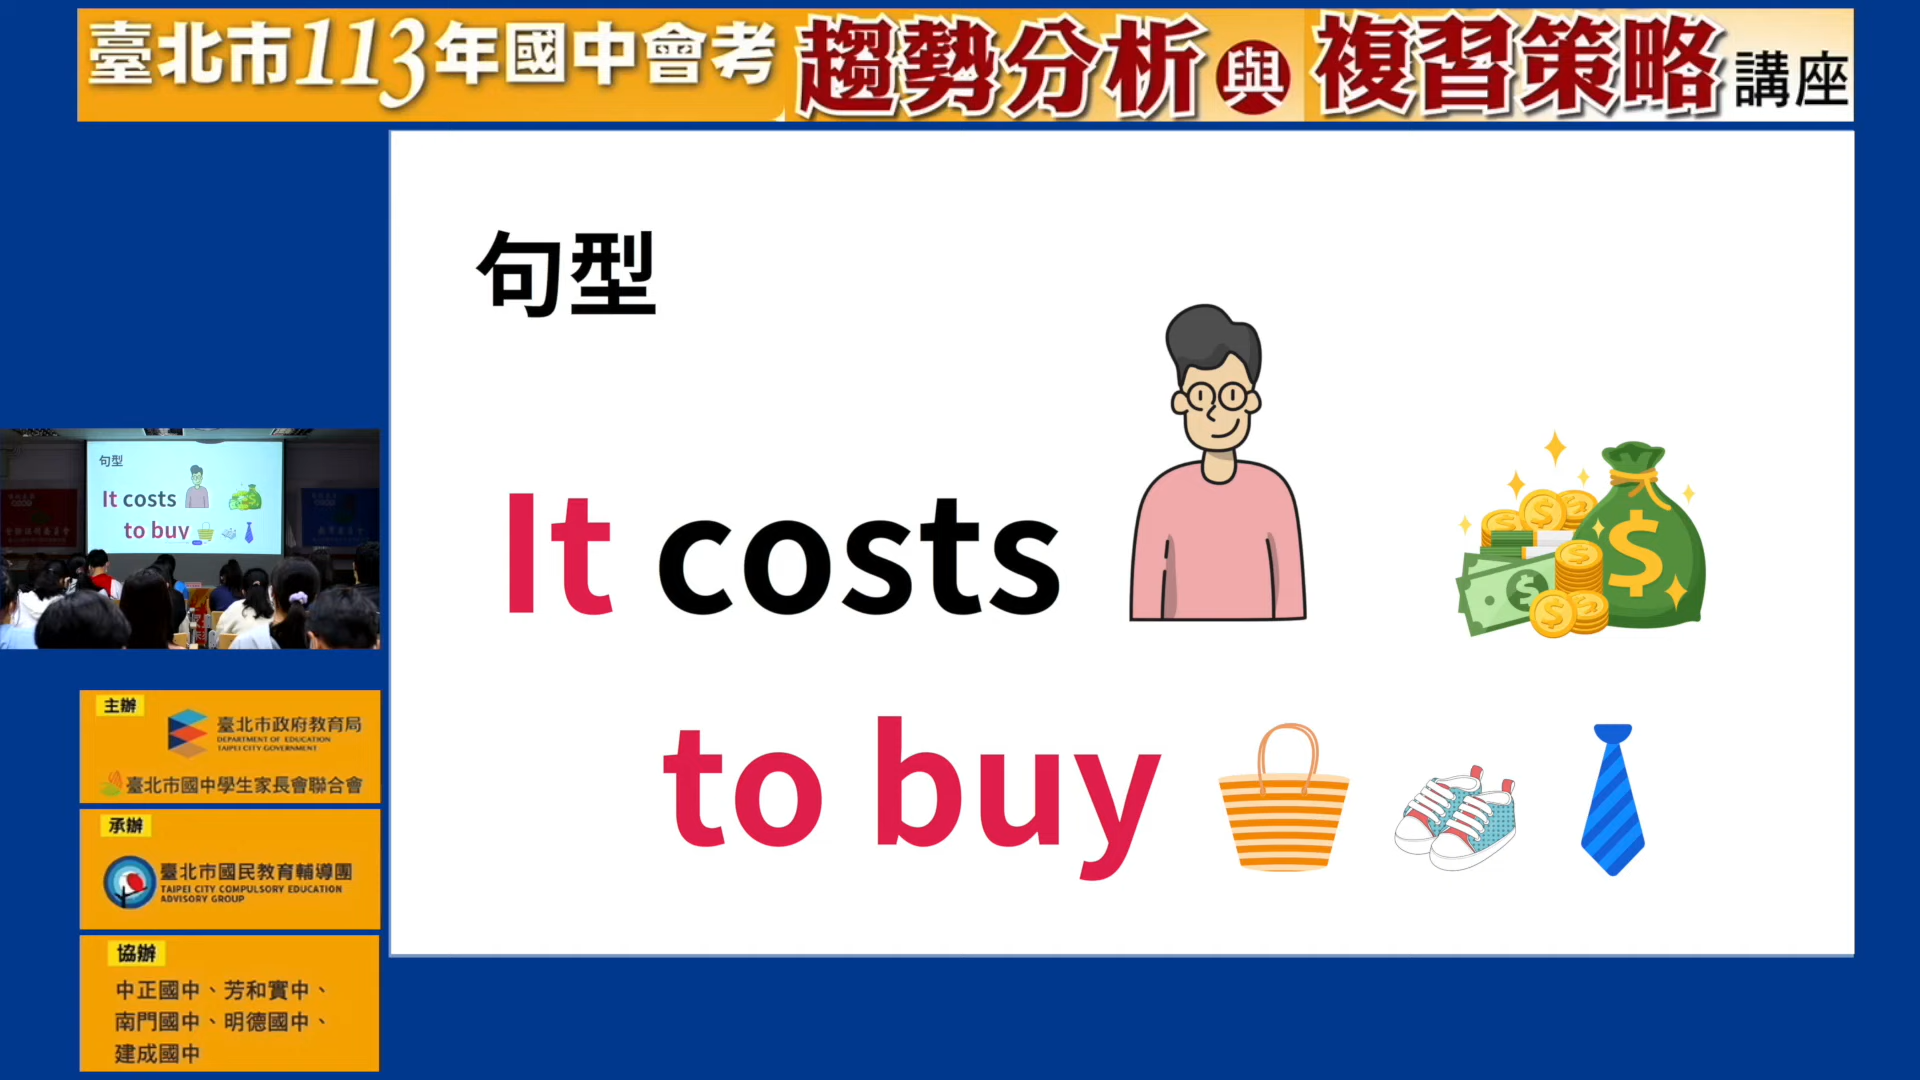 臺北市113年國中會考 趨勢分析與複習策略講座
句型
It costs
to buy
句型
It costs
to buy
主辦
臺北市政府教育局
DEPARTMENT OF EDUCATION
TAIPEI CITY GOVERNMENT
臺北市國中學生家長會聯合會
承辦
臺北市國民教育輔導團
TAIPEI CITY COMPULSORY EDUCATION
ADVISORY GROUP
協辦
中正國中、芳和實中、
南門國中、明德國中、
建成國中